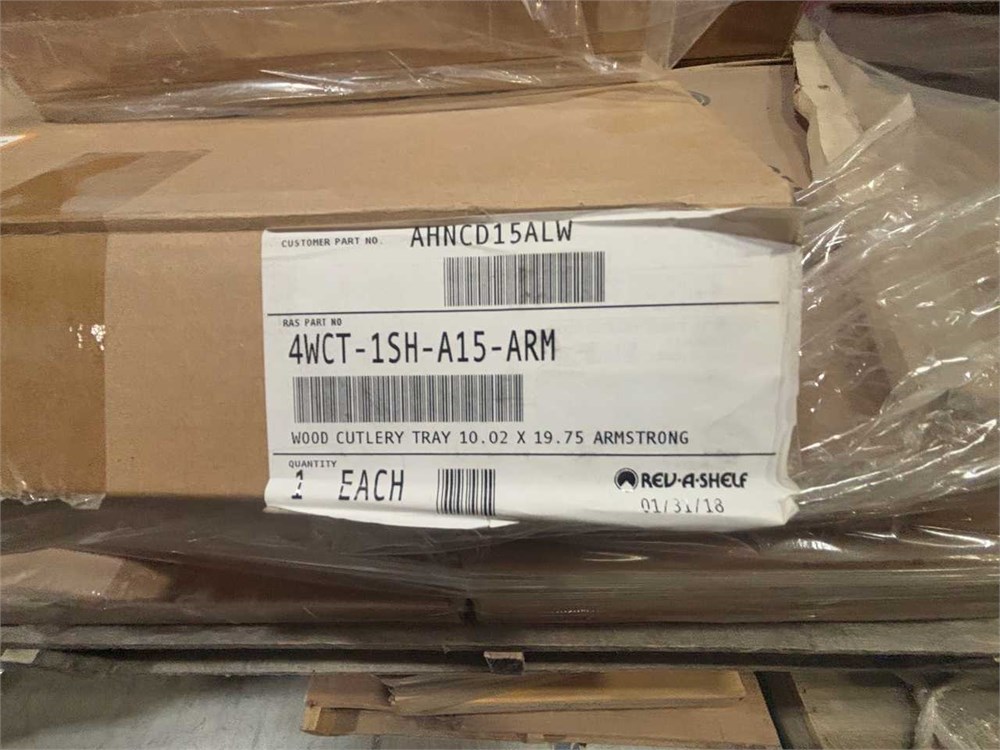 CUSTOMER PART NO. AHNCD15ALW
RAS PART NO
4WCT-1SH-A15-ARM
WOOD CUTLERY TRAY 10.02 X 19.75 ARMSTRONG
QUANTITY
1 EACH
REV-A-SHELF
01/31/18